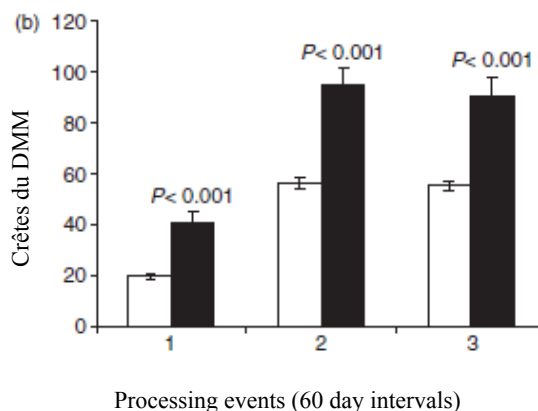 (b) 120
100
80
60
40
20
0
Crêtes du DMM
P< 0.001
P< 0.001
P< 0.001
1 2 3
Processing events (60 day intervals)